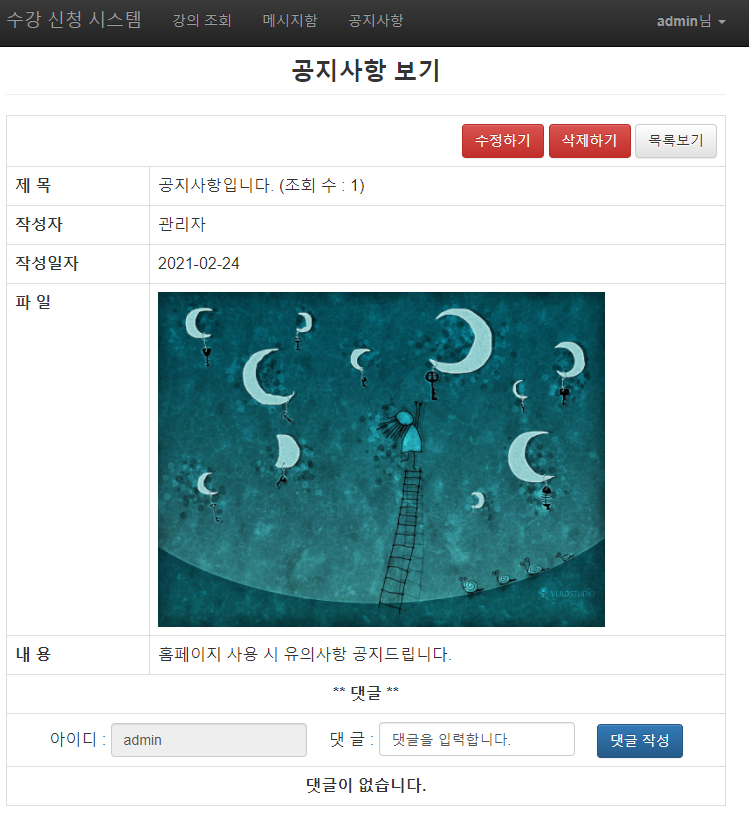 수강 신청 시스템 강의 조회 메시지함 공지사항 admin님
공지사항 보기
수정하기 삭제하기 목록보기
제 목 공지사항입니다. (조회 수 : 1)
작성자 관리자
작성일자 2021-02-24
파 일
VLADSTUDIO
내 용 홈페이지 사용 시 유의사항 공지드립니다.
** 댓글 **
아이디 : admin 댓 글 : 댓글을 입력합니다. 댓글 작성
댓글이 없습니다.